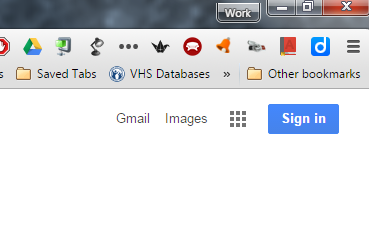 Work
s Saved Tabs VHS Databases » Other bookmarks
Gmail Images Sign in